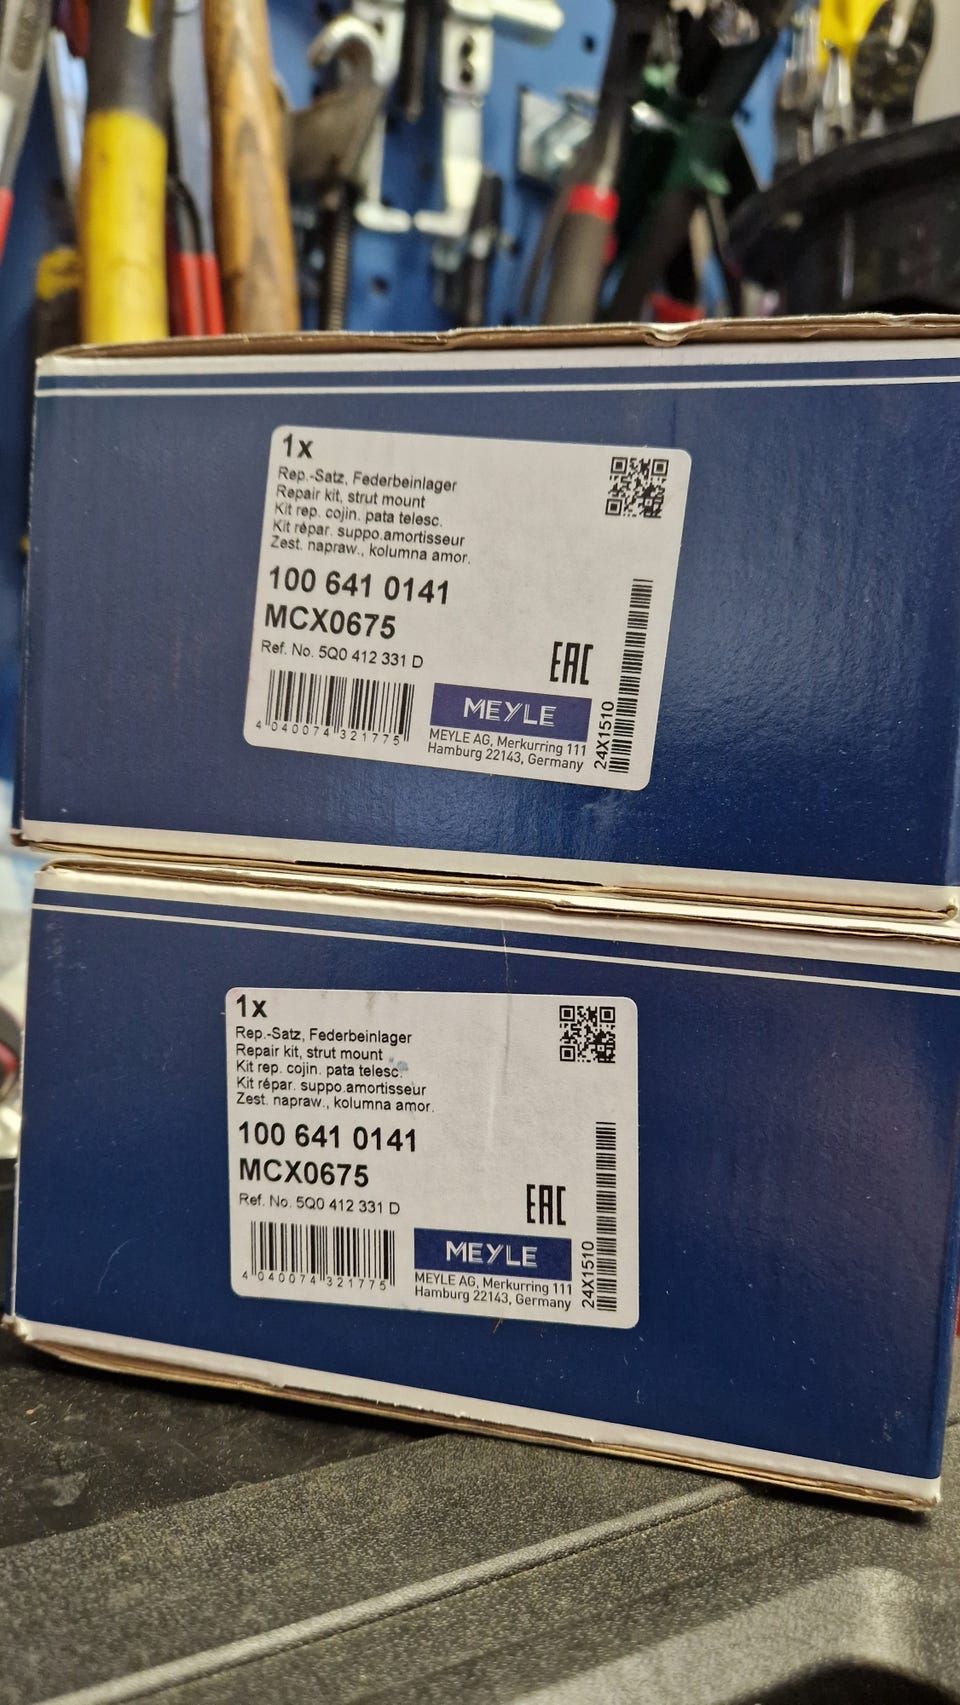 1x
Rep.-Satz, Federbeinlager
Repair kit, strut mount
Kit rep. cojin. pata telesc.
Kit répar. suppo.amortisseur
Zest. napraw., kolumna amor.
100 641 0141
MCX0675
Ref. No. 5Q0 412 331 D
EAC
4 040074 321775
MEYLE
MEYLE AG, Merkurring 111
Hamburg 22143, Germany
24X1510
1x
Rep.-Satz, Federbeinlager
Repair kit, strut mount
Kit rep. cojin. pata telesc.
Kit répar. suppo.amortisseur
Zest. napraw., kolumna amor.
100 641 0141
MCX0675
Ref. No. 5Q0 412 331 D
EAC
4 040074 321775
MEYLE
MEYLE AG, Merkurring 111
Hamburg 22143, Germany
24X1510